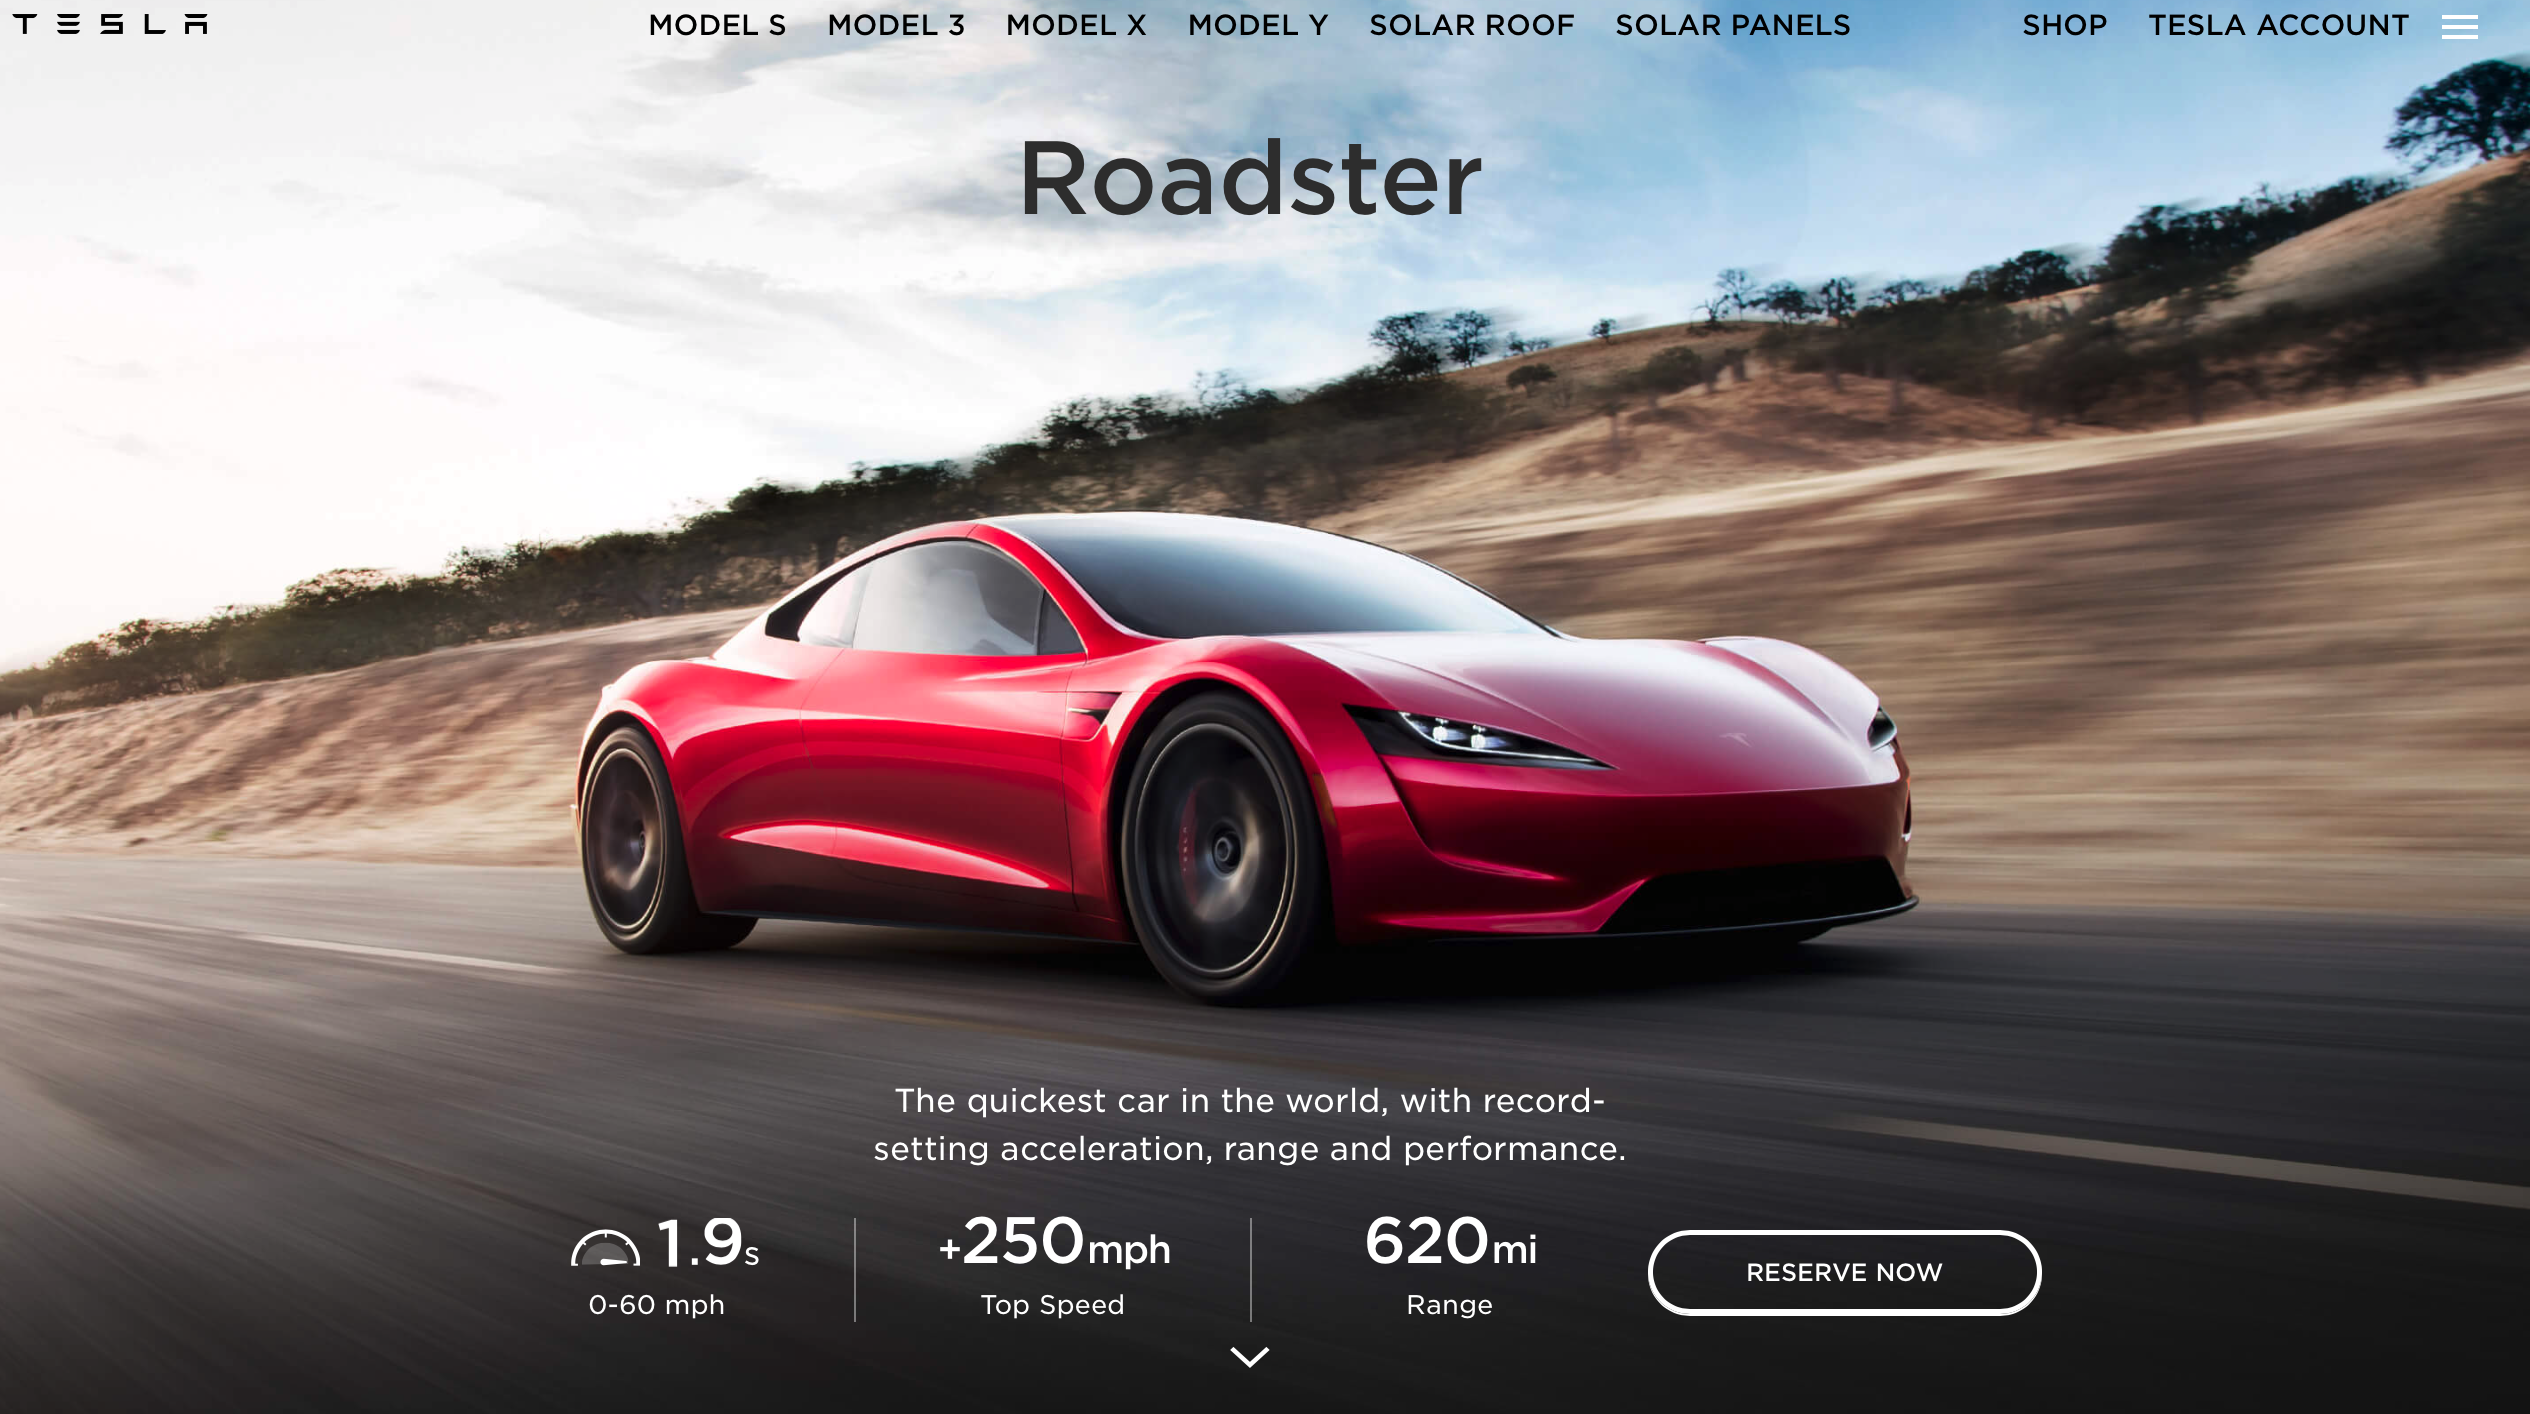 TESLA
MODEL S MODEL 3 MODEL X MODEL Y SOLAR ROOF SOLAR PANELS SHOP TESLA ACCOUNT
Roadster
The quickest car in the world, with record-
setting acceleration, range and performance.
1.9s +250mph 620mi
0-60 mph Top Speed Range
RESERVE NOW